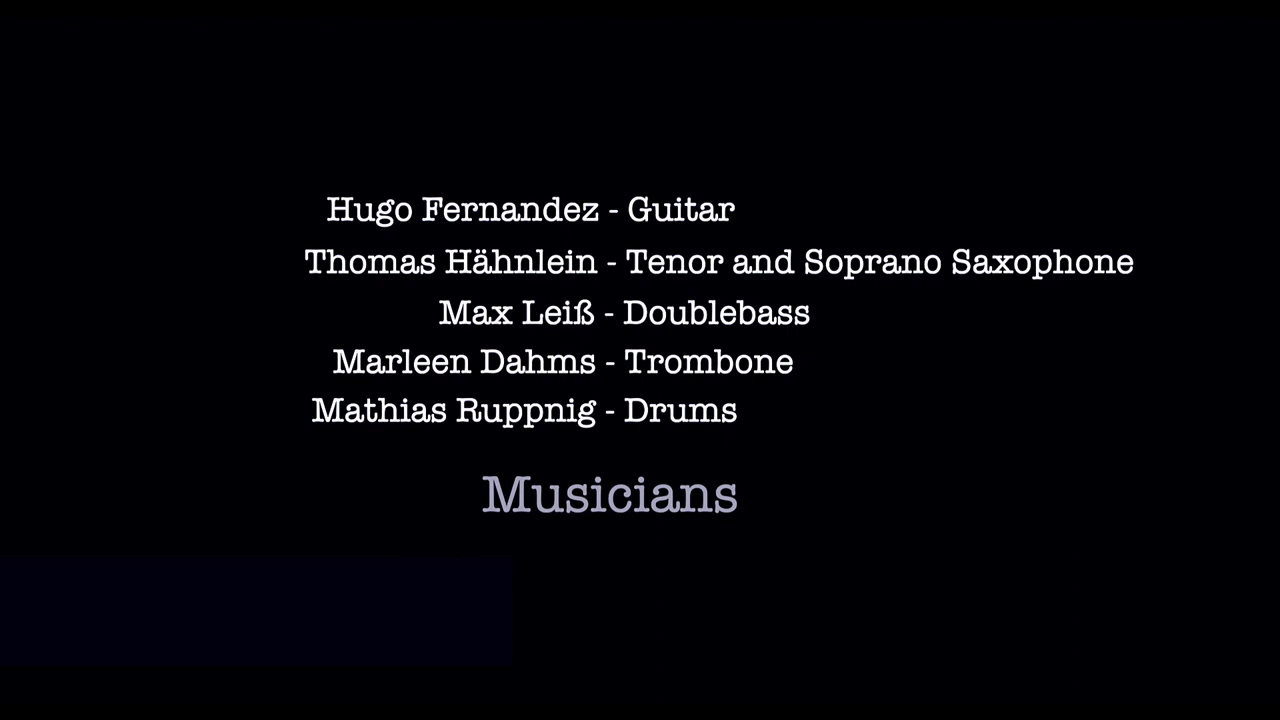 Hugo Fernandez - Guitar
Thomas Hähnlein - Tenor and Soprano Saxophone
Max Leiß - Doublebass
Marleen Dahms - Trombone
Mathias Ruppnig - Drums
Musicians